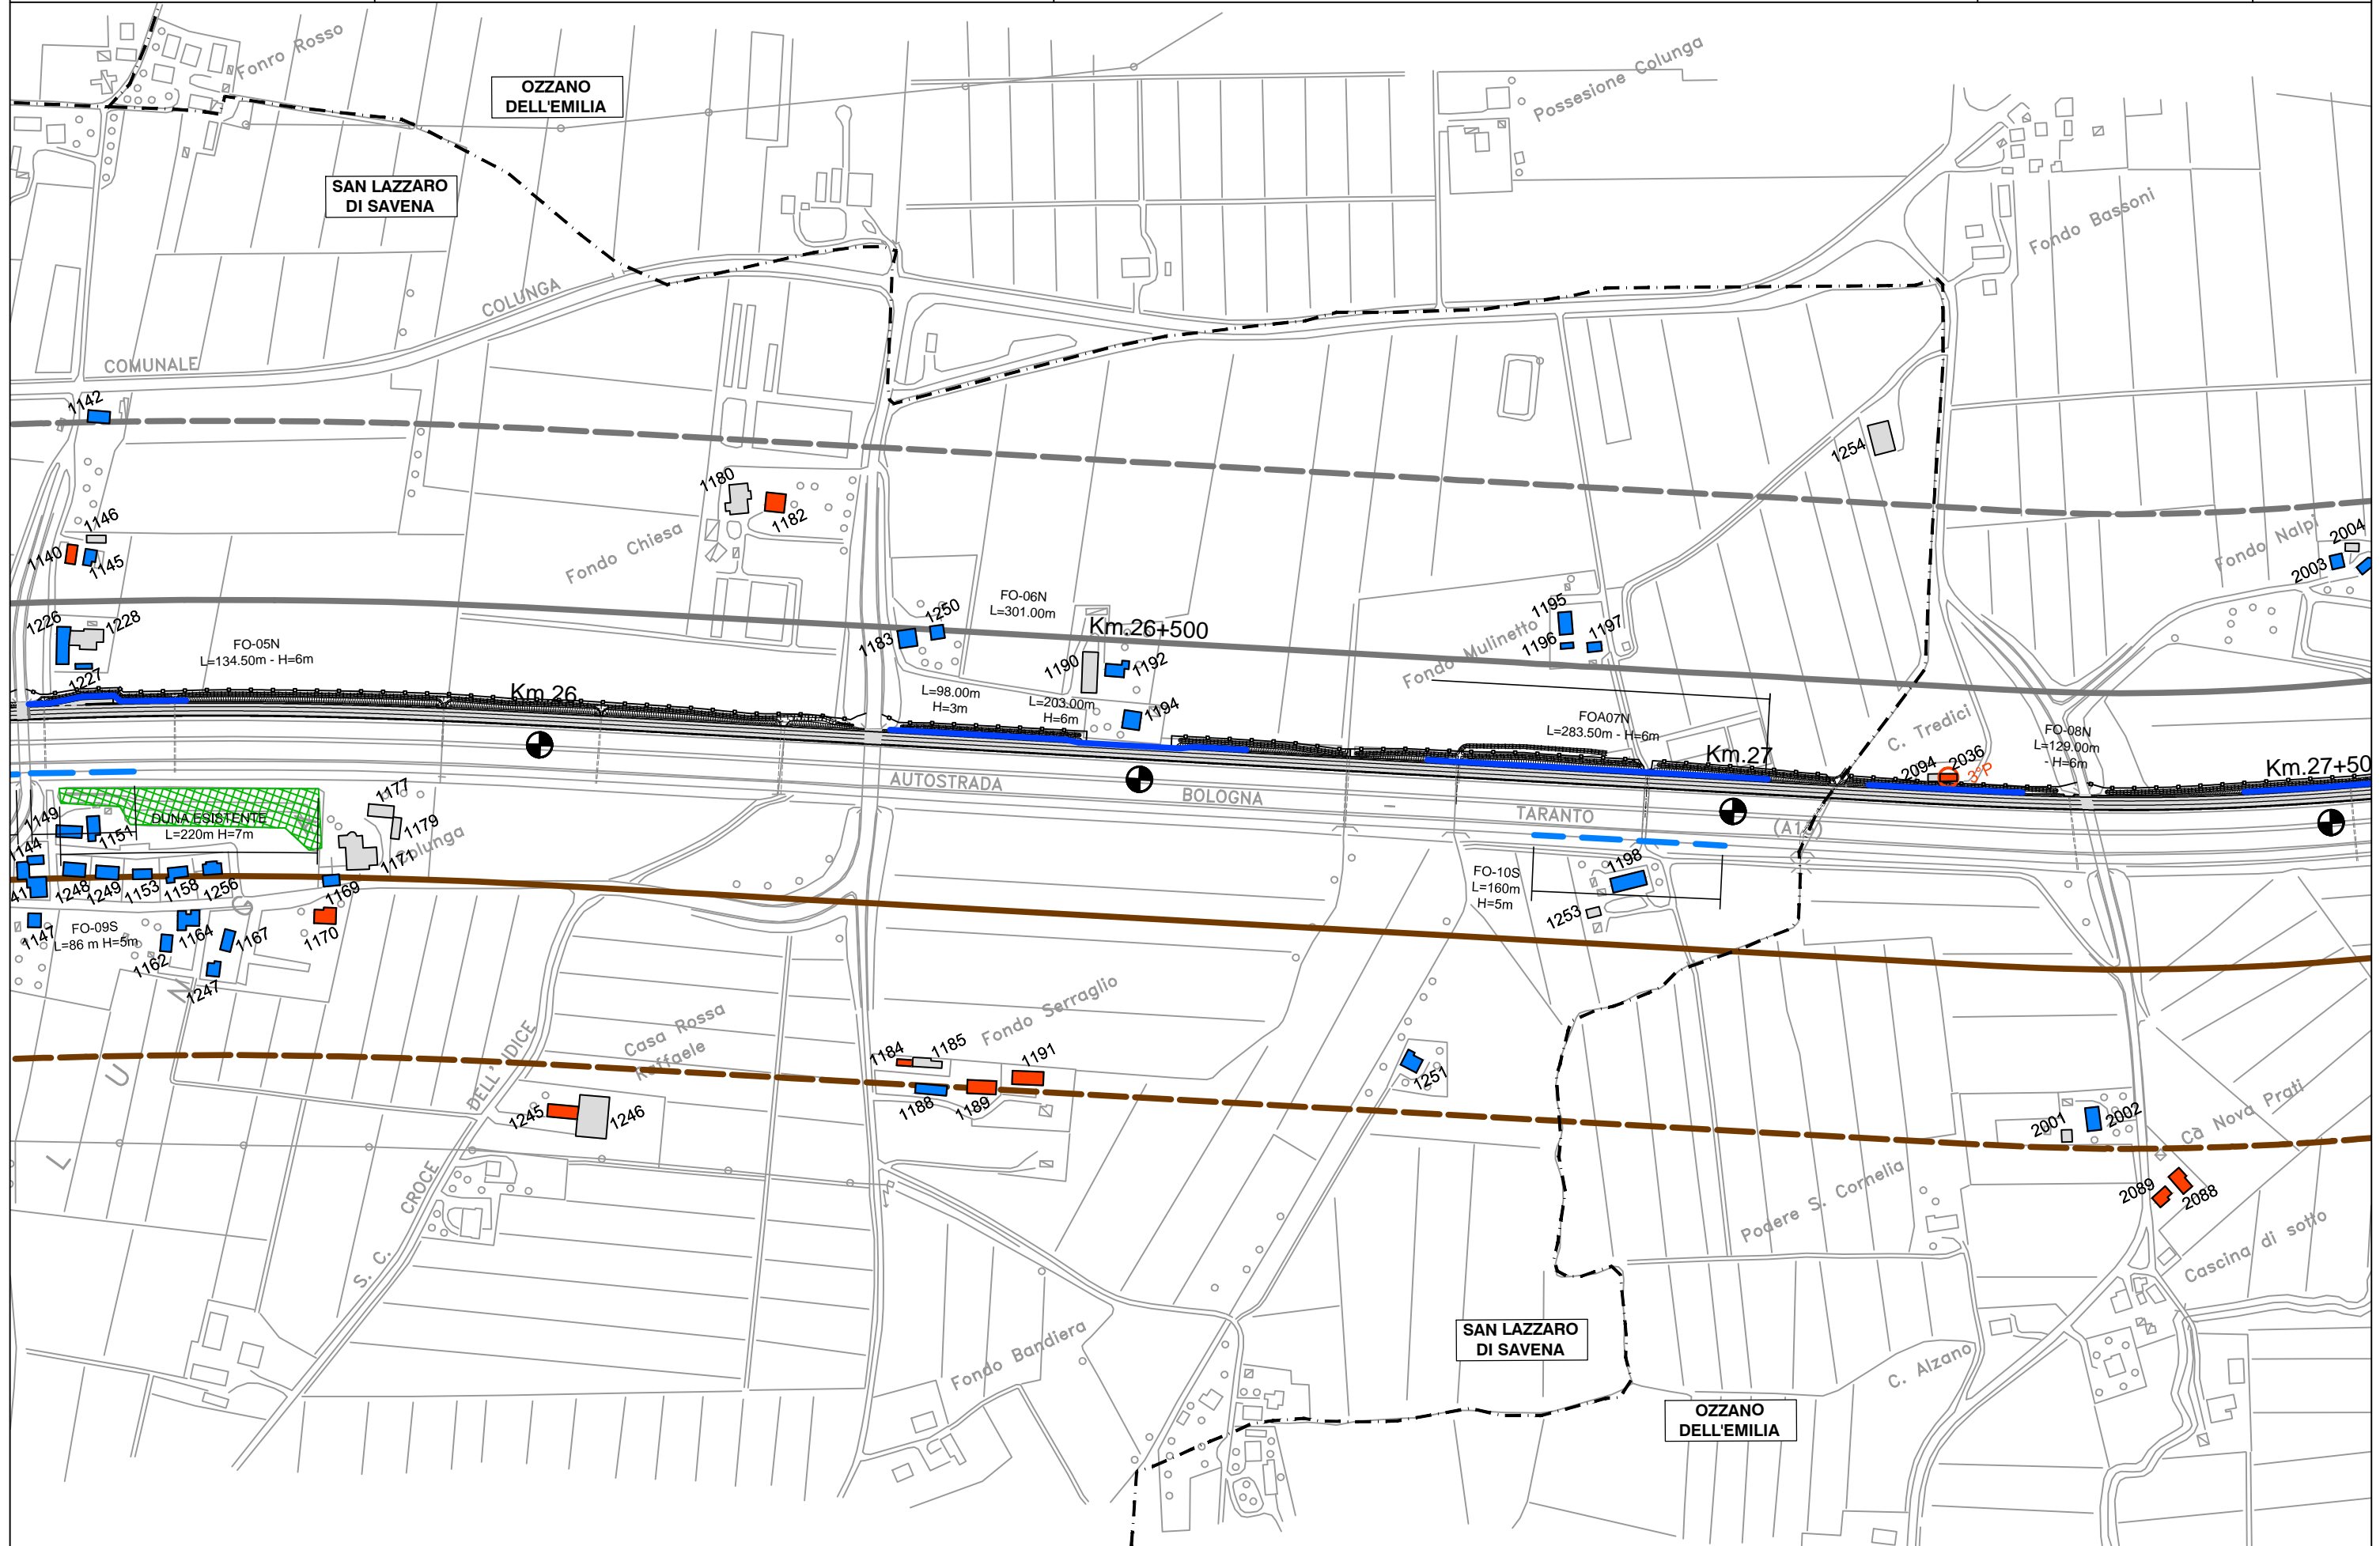 Fonro Rosso
OZZANO
DELL'EMILIA
SAN LAZZARO
DI SAVENA
Possesione Colunga
Fondo Bassoni
COLUNGA
COMUNALE
1142
1254
1180
1182
1146
1140
1145
Fondo Chiesa
Fondo Nalpi
2004
2003
1226
1228
1227
FO-05N
L=134.50m - H=6m
1183
1250
FO-06N
L=301.00m
Km.26+500
1190
1192
1194
Fondo Mulinetto
1195
1196
1197
Km 26
L=98.00m
H=3m
L=203.00m
H=6m
FOA07N
L=283.50m - H=6m
Km.27
C. Tredici
2094
2036
3°P
FO-08N
L=129.00m
- H=6m
Km.27+50
AUTOSTRADA
BOLOGNA
-
TARANTO
1177
1179
1149
1151
DUNA ESISTENTE
L=220m H=7m
1171
1144
1248
1249
1153
1158
1256
1169
1147
FO-09S
L=86 m H=5m
1162
1164
1167
1247
1170
FO-10S
L=160m
H=5m
1198
1253
L U N G
Casa Rossa
Raffaele
Fondo Serraglio
1184
1185
1191
1188
1189
1251
1245
1246
S. C. CROCE DELL' IDICE
2001
2002
Cà Nova Prati
2089
2088
Podere S. Cornelia
Cascina di sotto
SAN LAZZARO
DI SAVENA
Fondo Bandiera
C. Alzano
OZZANO
DELL'EMILIA